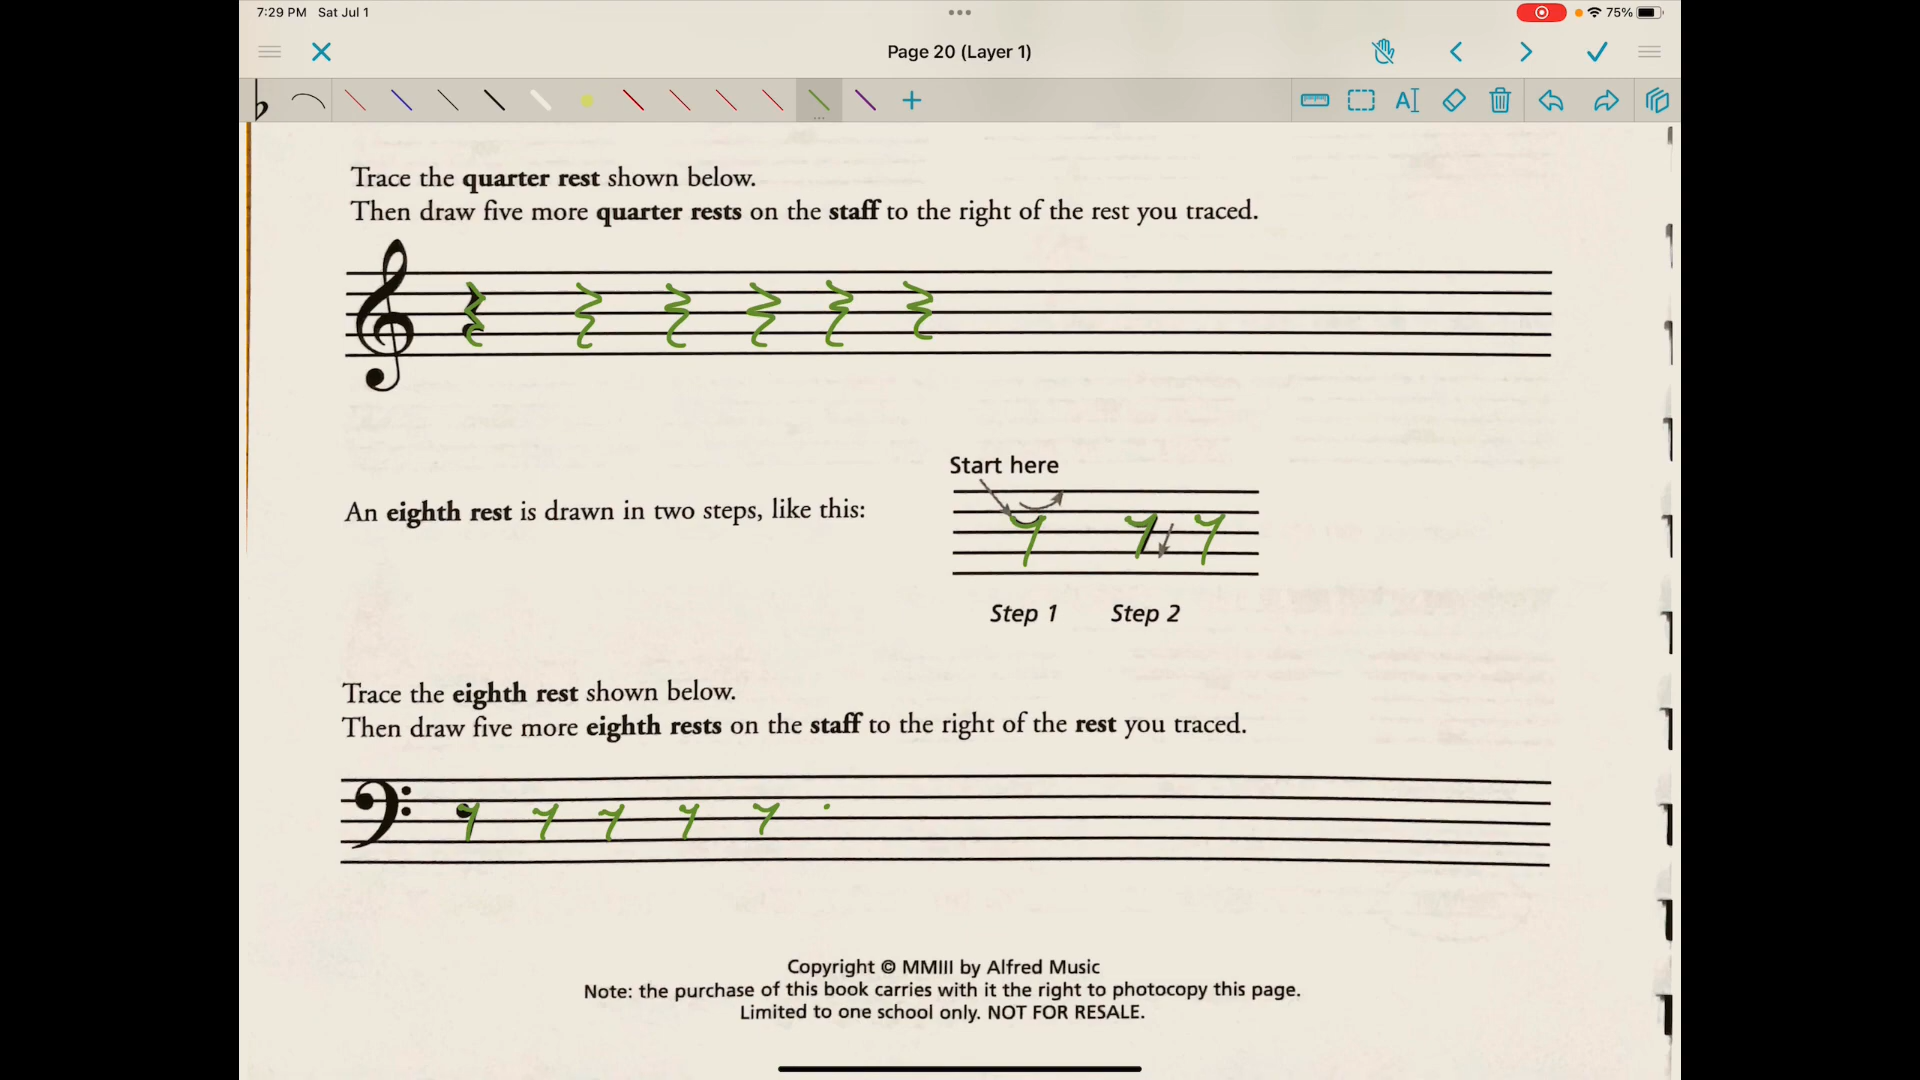 7:29 PM Sat Jul 1
75%
Page 20 (Layer 1)
Trace the quarter rest shown below.
Then draw five more quarter rests on the staff to the right of the rest you traced.
Start here
An eighth rest is drawn in two steps, like this:
Step 1 Step 2
Trace the eighth rest shown below.
Then draw five more eighth rests on the staff to the right of the rest you traced.
Copyright © MMIII by Alfred Music
Note: the purchase of this book carries with it the right to photocopy this page.
Limited to one school only. NOT FOR RESALE.